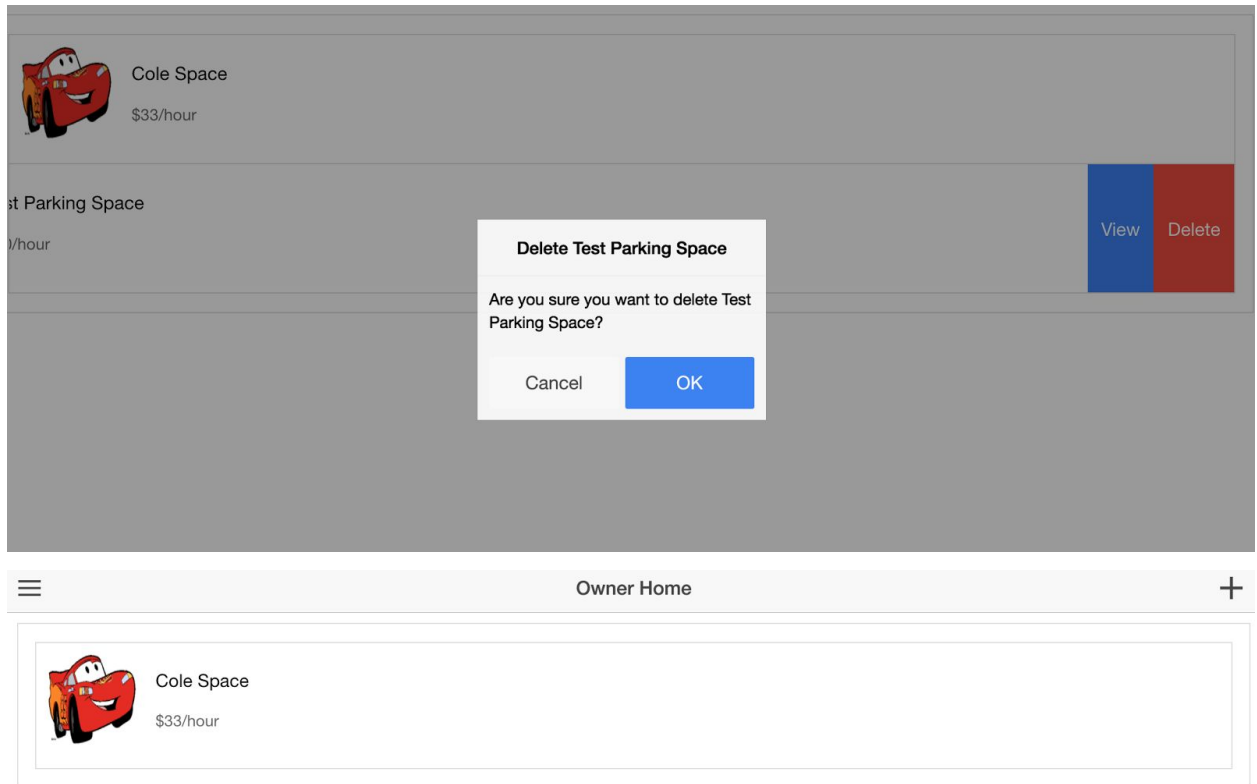 Cole Space
$33/hour
st Parking Space
/hour
View Delete
Delete Test Parking Space
Are you sure you want to delete Test
Parking Space?
Cancel OK
Owner Home
Cole Space
$33/hour